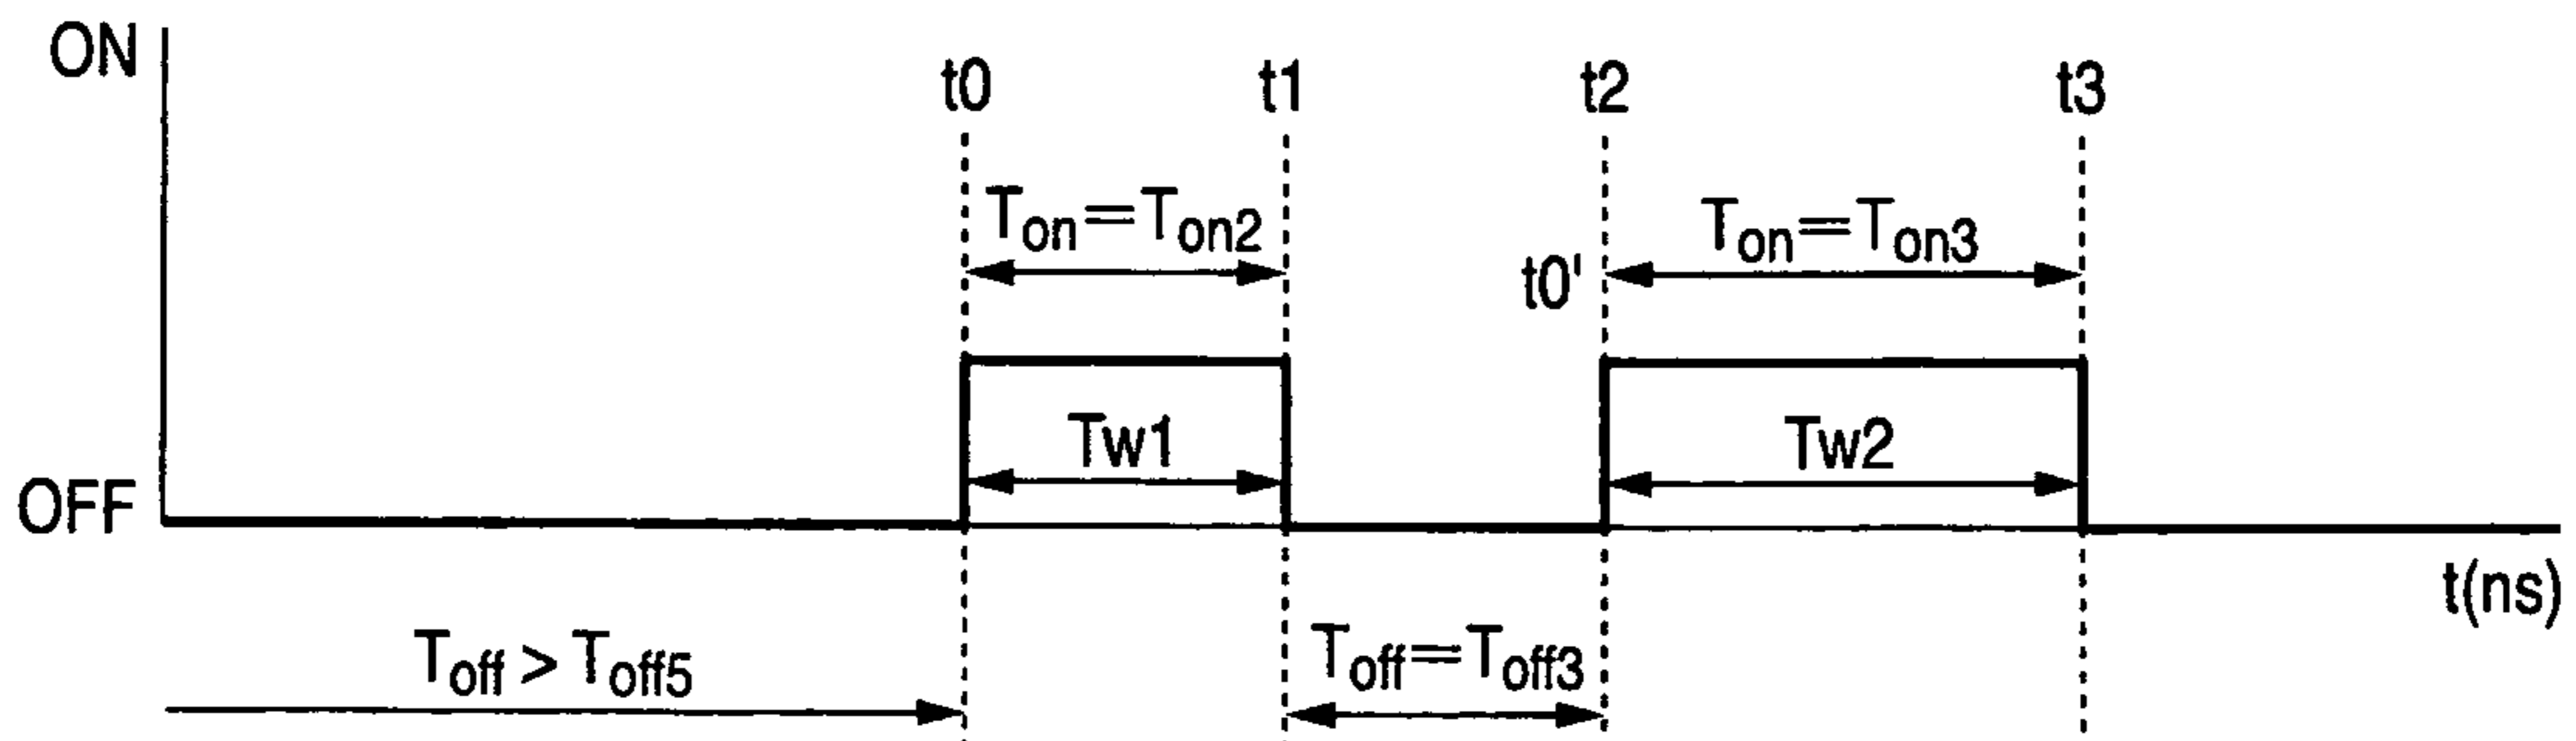 ON
t0 t1 t2 t3
Ton=Ton2 Ton=Ton3
t0'
Tw1 Tw2
OFF
t(ns)
Toff > Toff5 Toff=Toff3